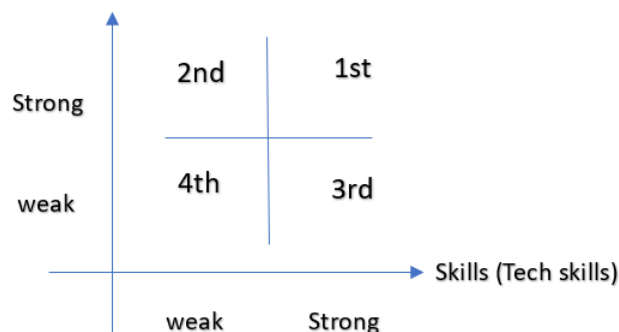 2nd
1st
Strong
4th
3rd
weak
Skills (Tech skills)
weak
Strong